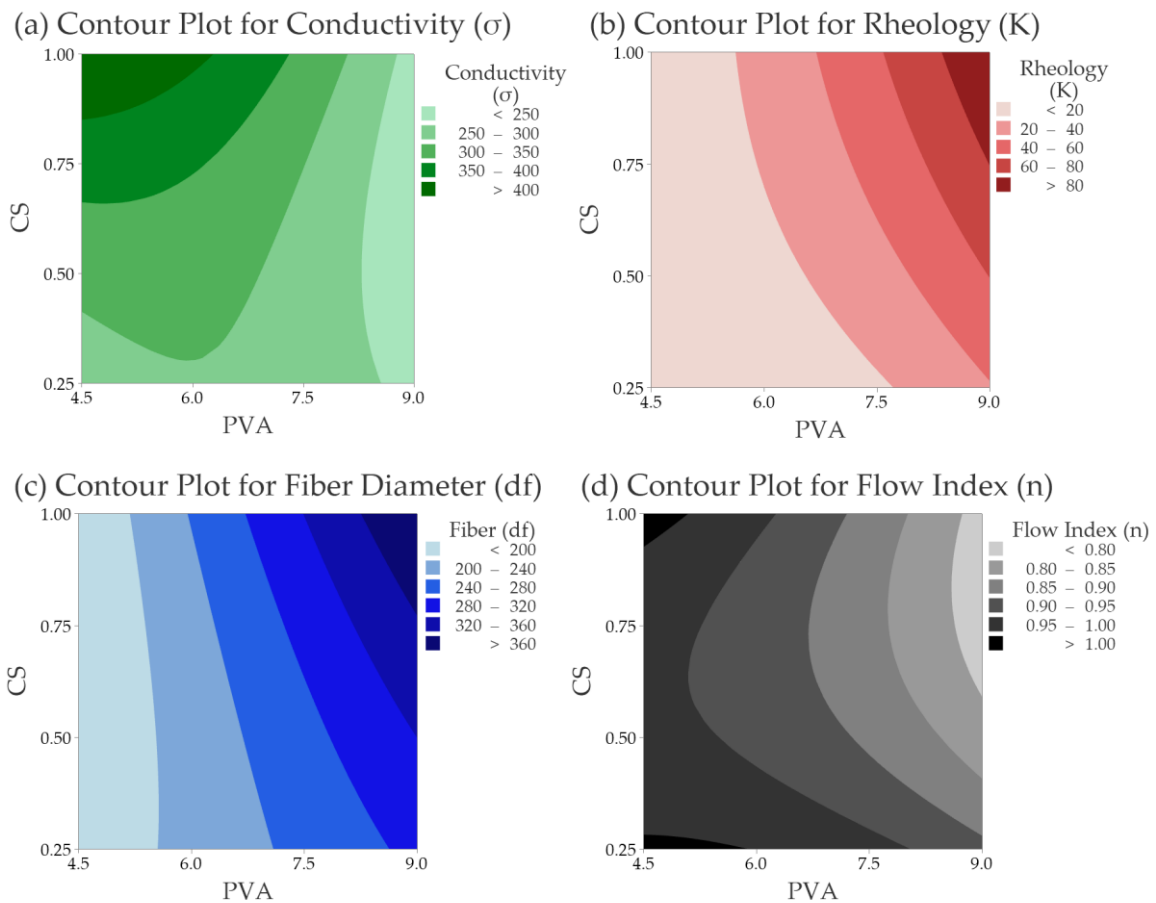 (a) Contour Plot for Conductivity (σ)
1.00
0.75
0.50
0.25
CS
4.5 6.0 7.5 9.0
PVA
Conductivity
(σ)
< 250
250 – 300
300 – 350
350 – 400
> 400
(b) Contour Plot for Rheology (K)
1.00
0.75
0.50
0.25
CS
4.5 6.0 7.5 9.0
PVA
Rheology
(K)
< 20
20 – 40
40 – 60
60 – 80
> 80
(c) Contour Plot for Fiber Diameter (df)
1.00
0.75
0.50
0.25
CS
4.5 6.0 7.5 9.0
PVA
Fiber (df)
< 200
200 – 240
240 – 280
280 – 320
320 – 360
> 360
(d) Contour Plot for Flow Index (n)
1.00
0.75
0.50
0.25
CS
4.5 6.0 7.5 9.0
PVA
Flow Index (n)
< 0.80
0.80 – 0.85
0.85 – 0.90
0.90 – 0.95
0.95 – 1.00
> 1.00